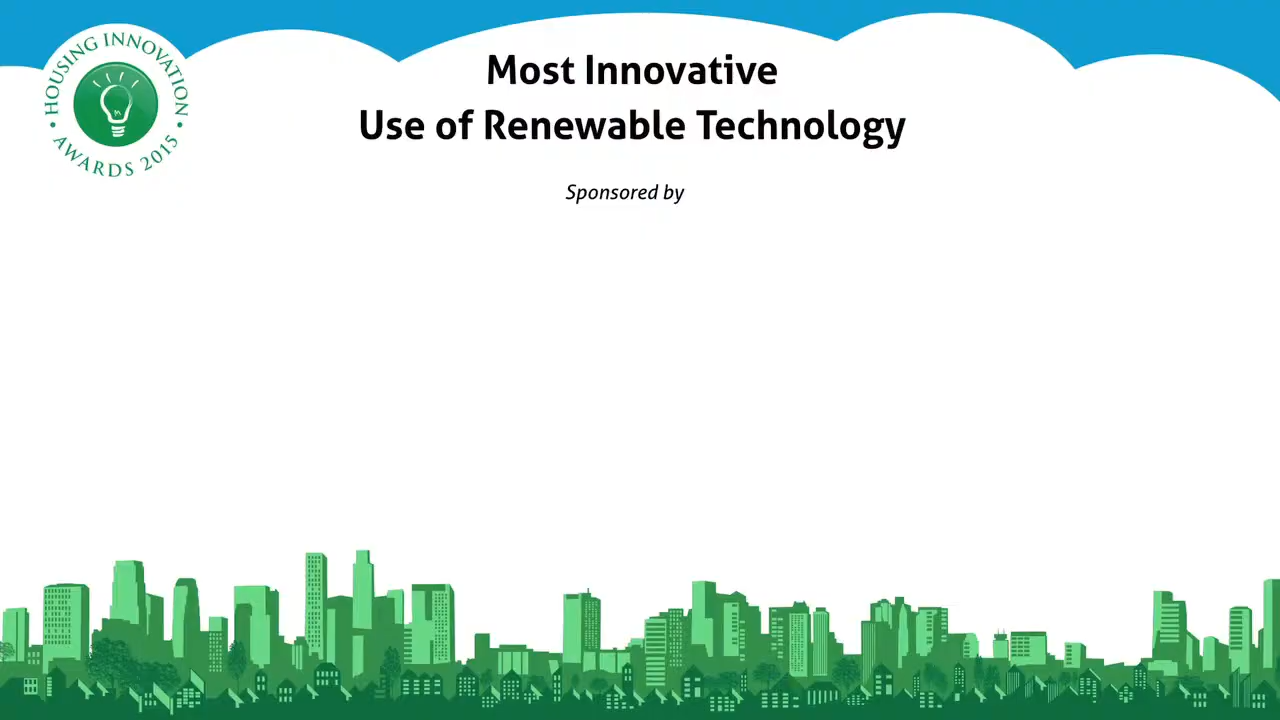 HOUSING INNOVATION
• AWARDS 2015 •
Most Innovative
Use of Renewable Technology
Sponsored by